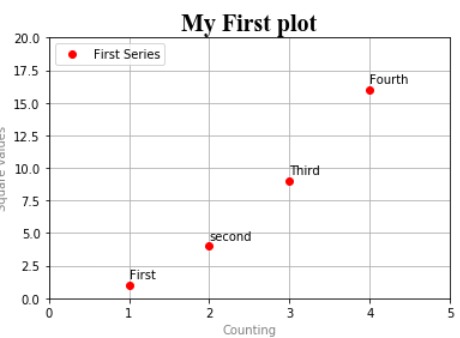 My First plot
20.0
First Series
17.5
Fourth
15.0
12.5
10.0
Third
7.5
5.0
second
2.5
First
0.0
0 1 2 3 4 5
Counting
Square Values